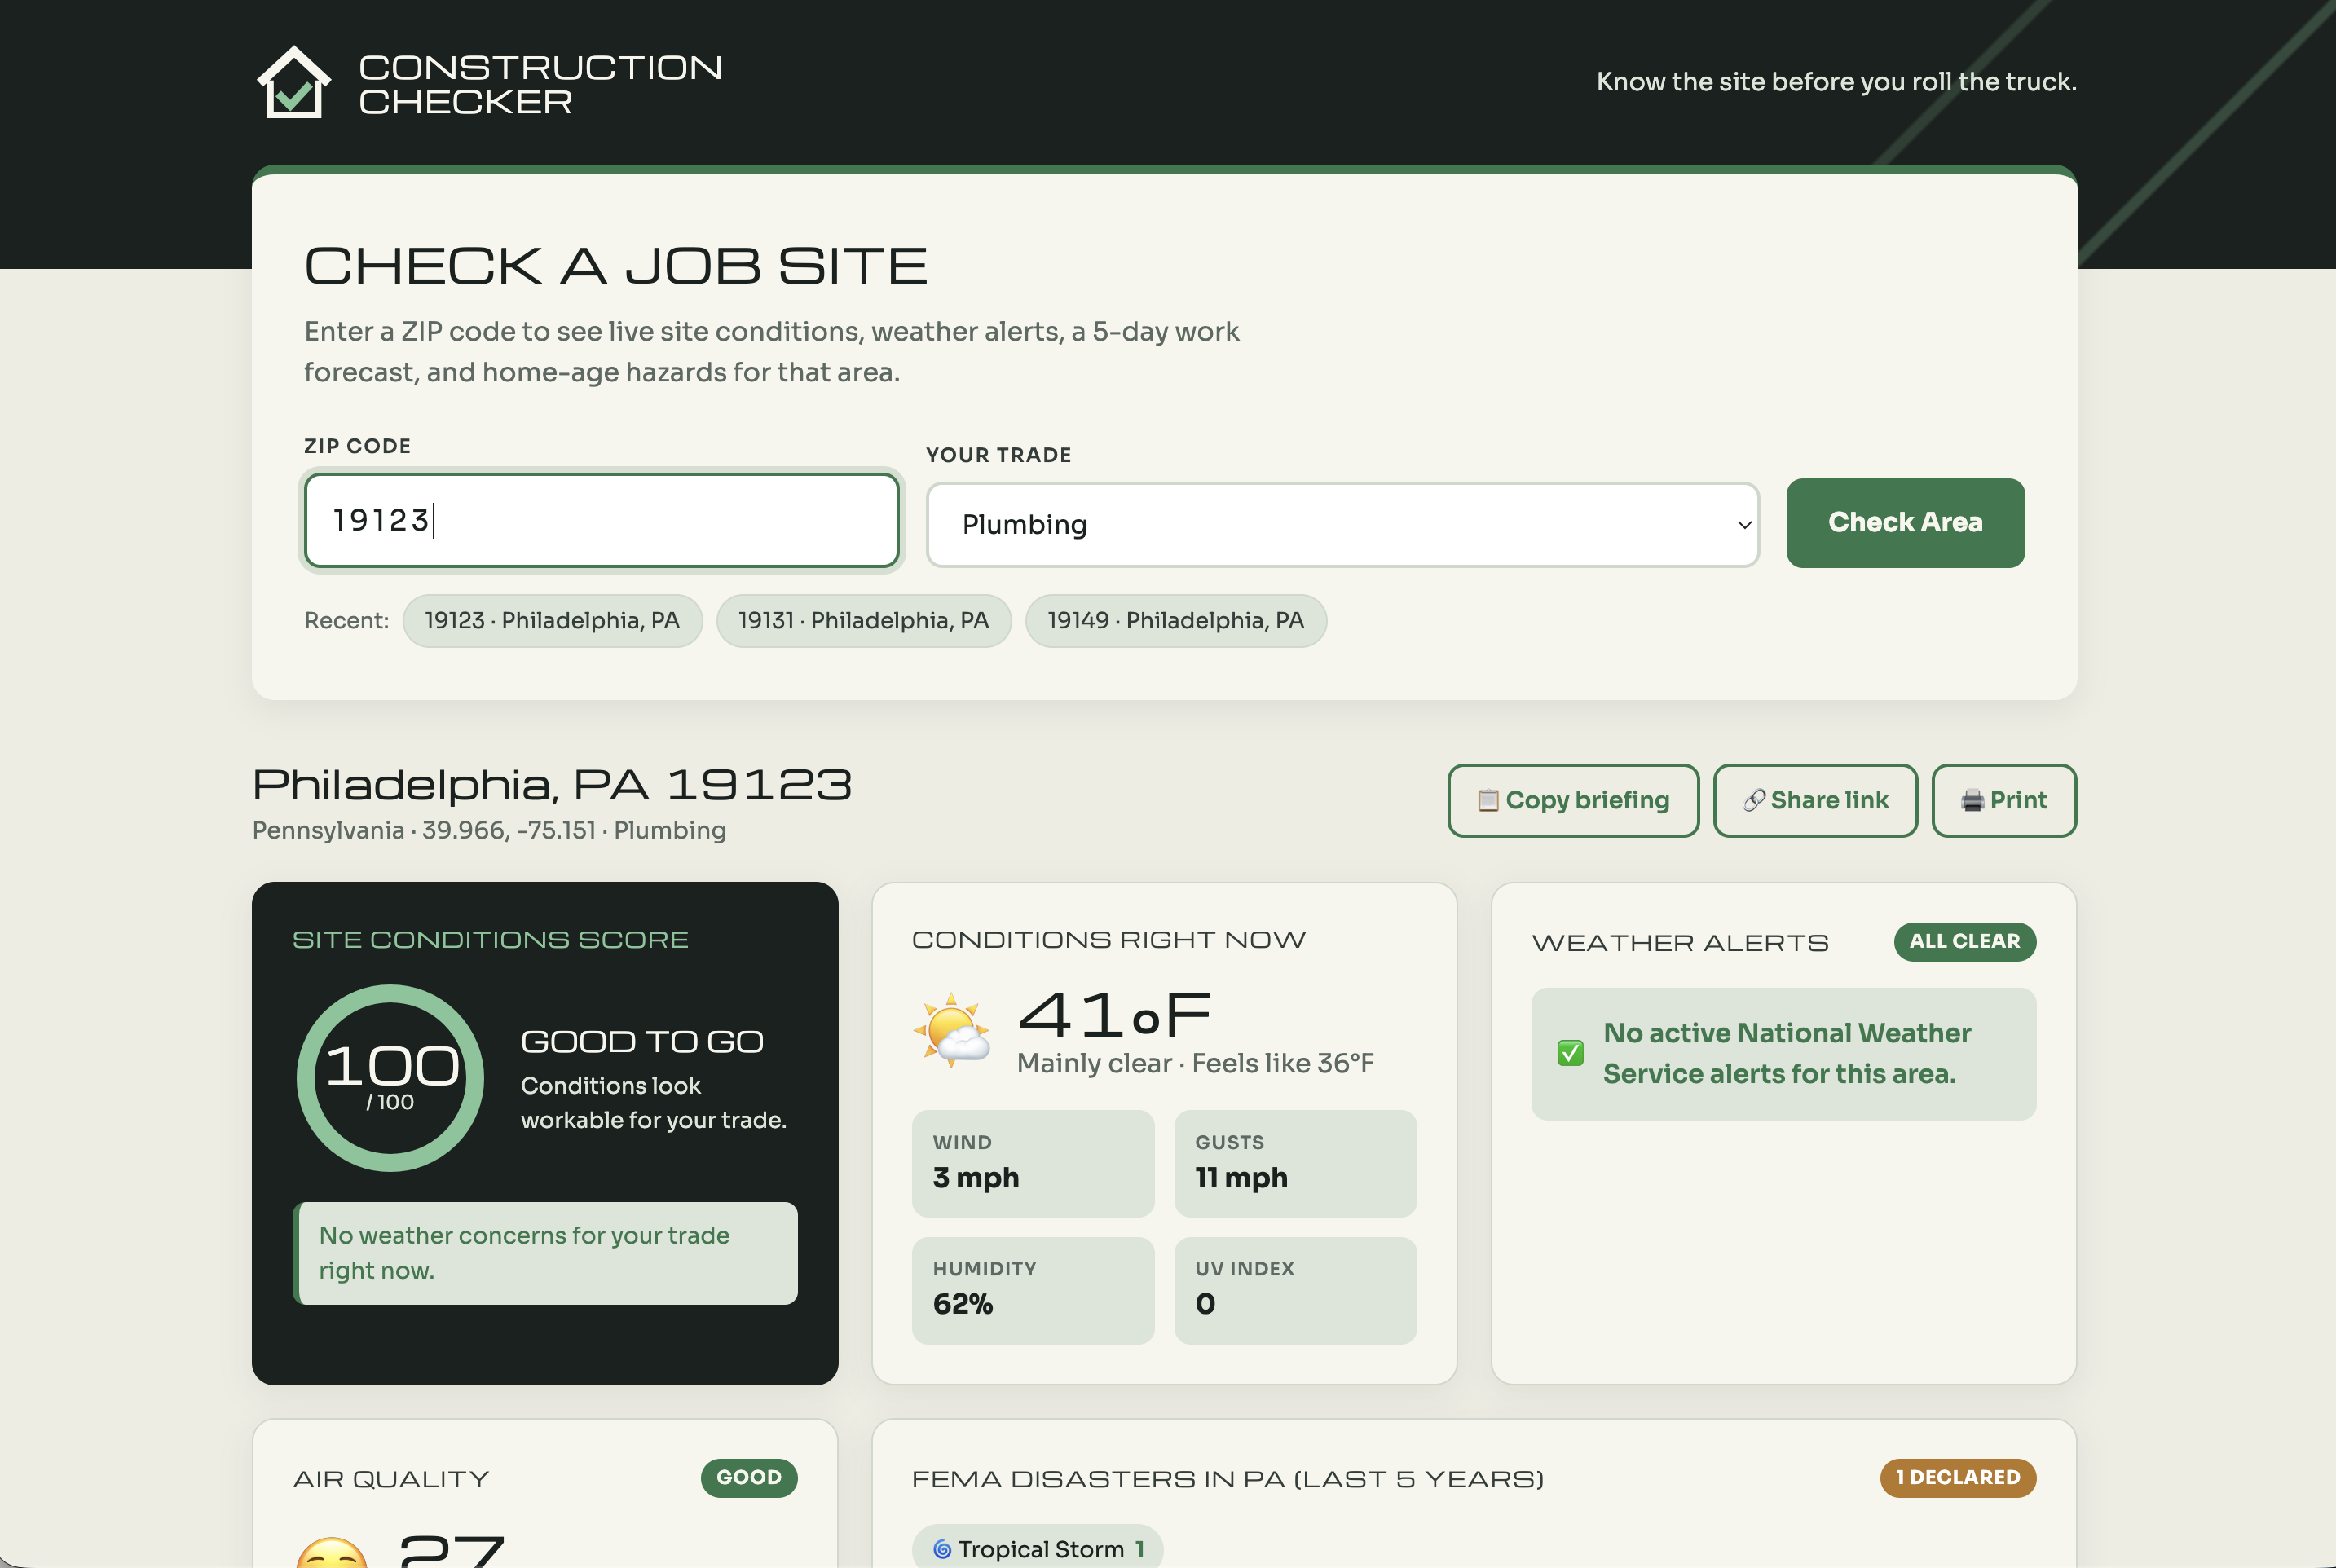 CONSTRUCTION
CHECKER
Know the site before you roll the truck.
CHECK A JOB SITE
Enter a ZIP code to see live site conditions, weather alerts, a 5-day work
forecast, and home-age hazards for that area.
ZIP CODE
YOUR TRADE
19123
Plumbing
Check Area
Recent:
19123 · Philadelphia, PA
19131 · Philadelphia, PA
19149 · Philadelphia, PA
Philadelphia, PA 19123
Pennsylvania · 39.966, -75.151 · Plumbing
Copy briefing
Share link
Print
SITE CONDITIONS SCORE
100
/ 100
GOOD TO GO
Conditions look
workable for your trade.
No weather concerns for your trade
right now.
CONDITIONS RIGHT NOW
41°F
Mainly clear · Feels like 36°F
WIND
3 mph
GUSTS
11 mph
HUMIDITY
62%
UV INDEX
0
WEATHER ALERTS
ALL CLEAR
No active National Weather
Service alerts for this area.
AIR QUALITY
GOOD
27
FEMA DISASTERS IN PA (LAST 5 YEARS)
1 DECLARED
Tropical Storm 1